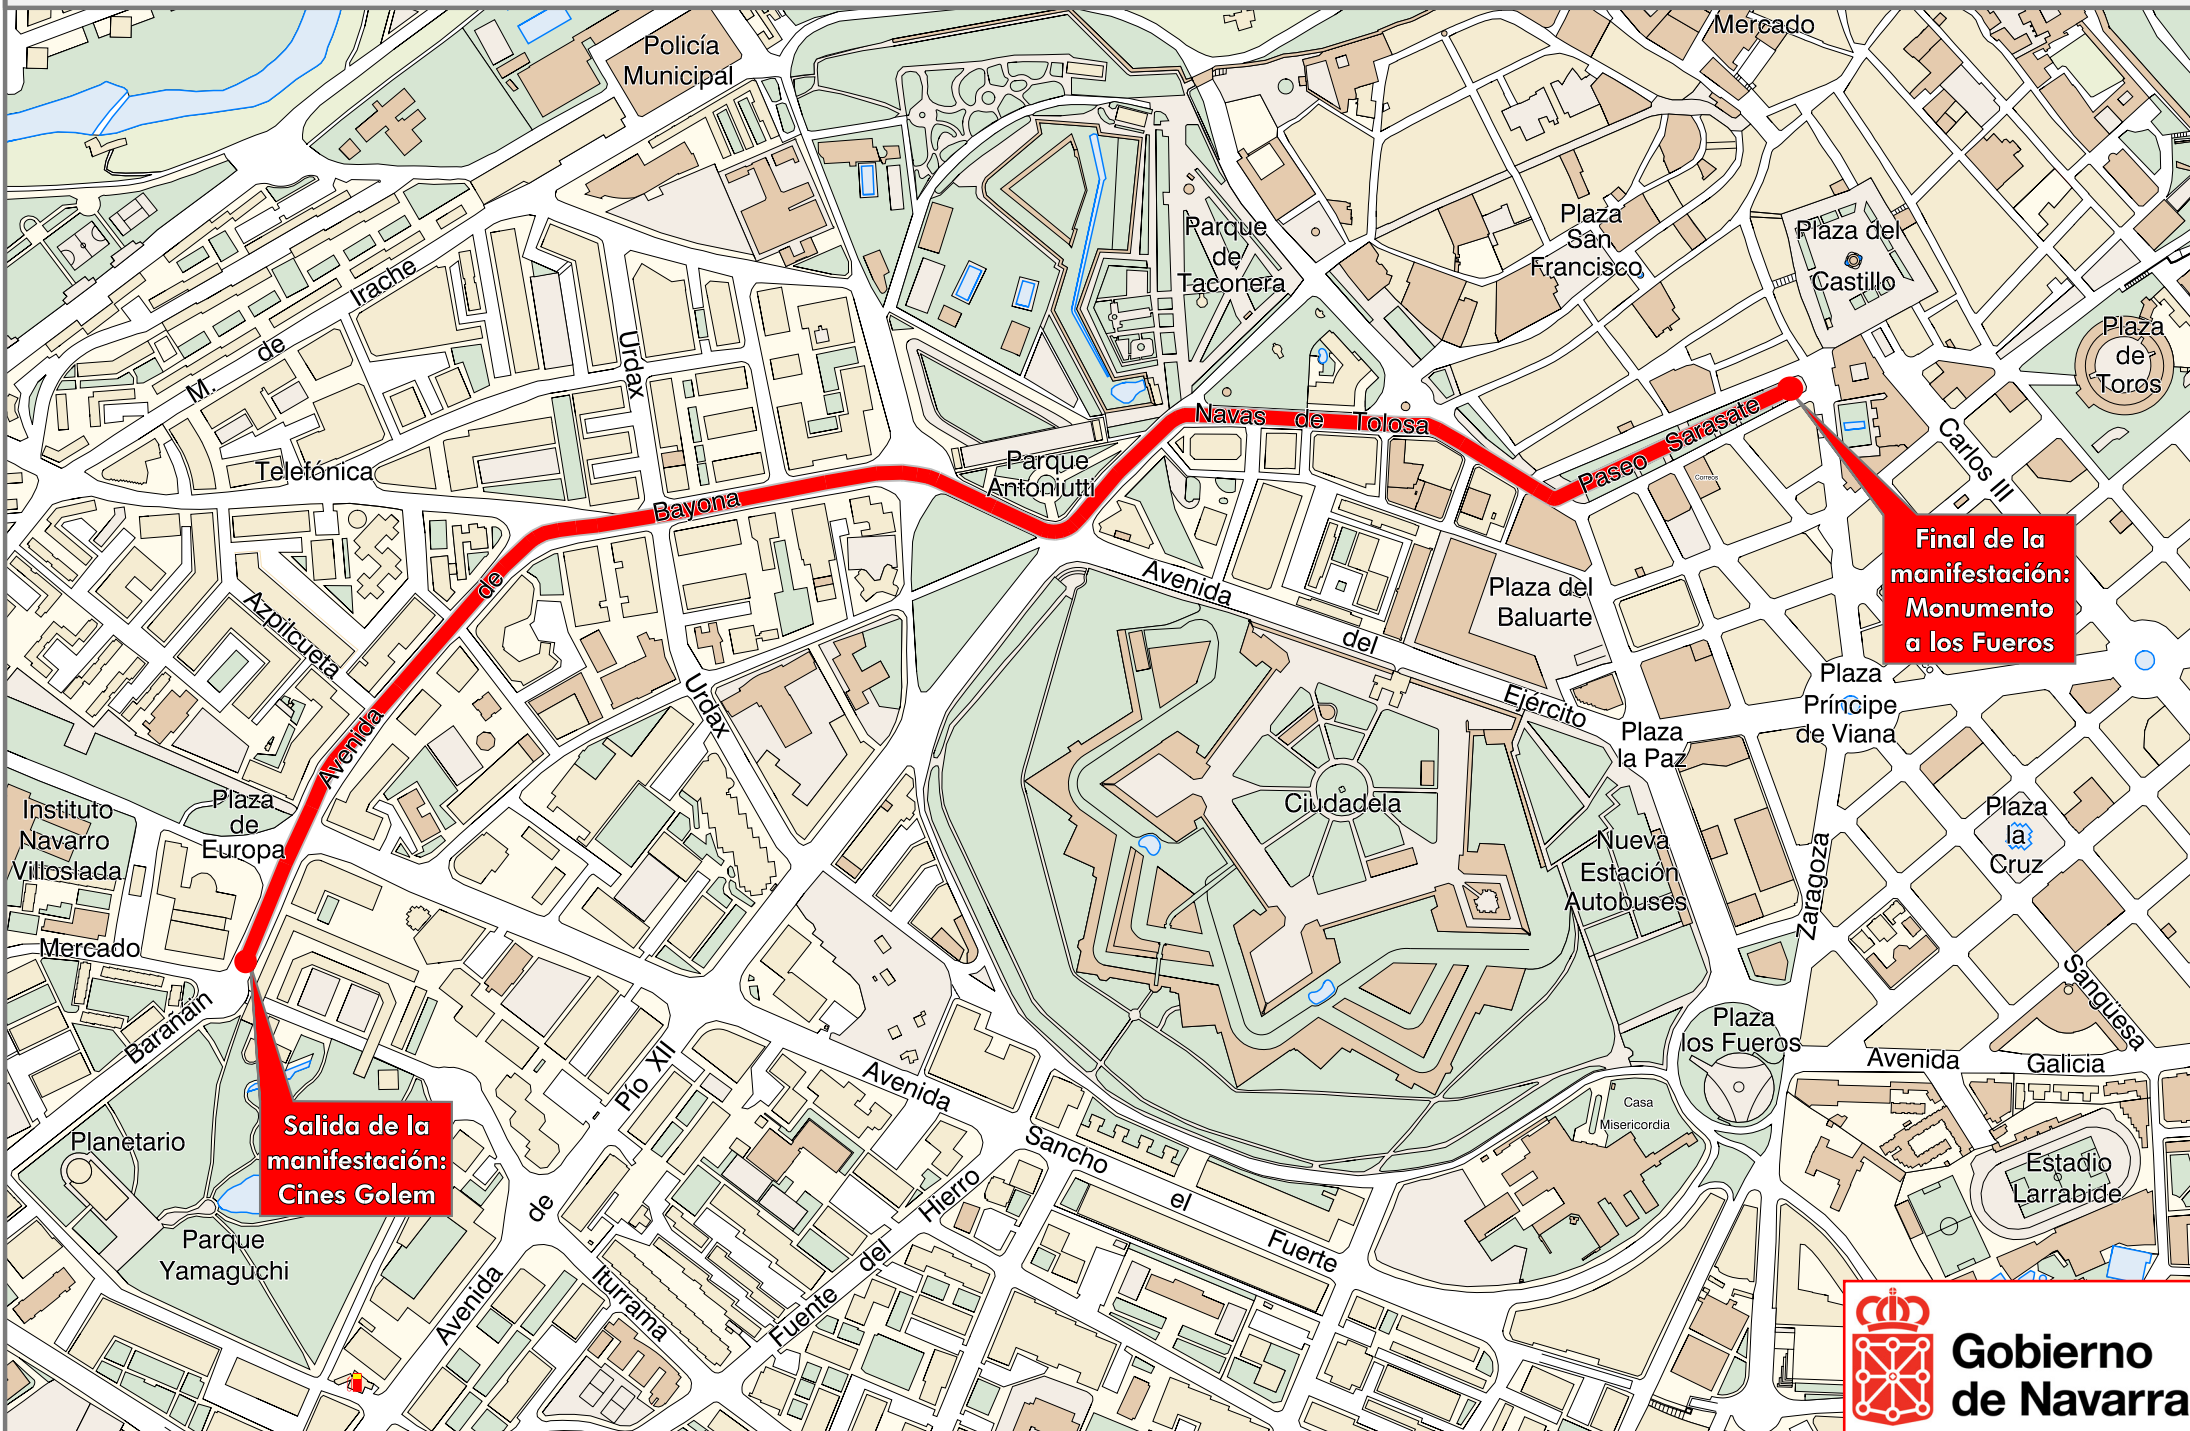 Mercado
Policía
Municipal
Plaza
San
Francisco
Parque
de
Taconera
Plaza del
Castillo
Plaza
de
Toros
M. de Irache
Urdax
Navas de Tolosa
Paseo Sarasate
Correos
Carlos III
Telefónica
Parque
Antoniutti
Avenida de Bayona
Final de la
manifestación:
Monumento
a los Fueros
Azpilcueta
Avenida del Ejército
Plaza del
Baluarte
Urdax
Plaza
Príncipe
de Viana
Plaza
la Paz
Instituto
Navarro
Villoslada
Plaza
de
Europa
Ciudadela
Nueva
Estación
Autobuses
Zaragoza
Plaza
la
Cruz
Mercado
Barañain
Sangüesa
Plaza
los Fueros
Avenida Galicia
Avenida de Pío XII
Avenida Sancho el Fuerte
Casa
Misericordia
Salida de la
manifestación:
Cines Golem
Planetario
Parque
Yamaguchi
Estadio
Larrabide
Iturrama
Fuente del Hierro
Gobierno
de Navarra